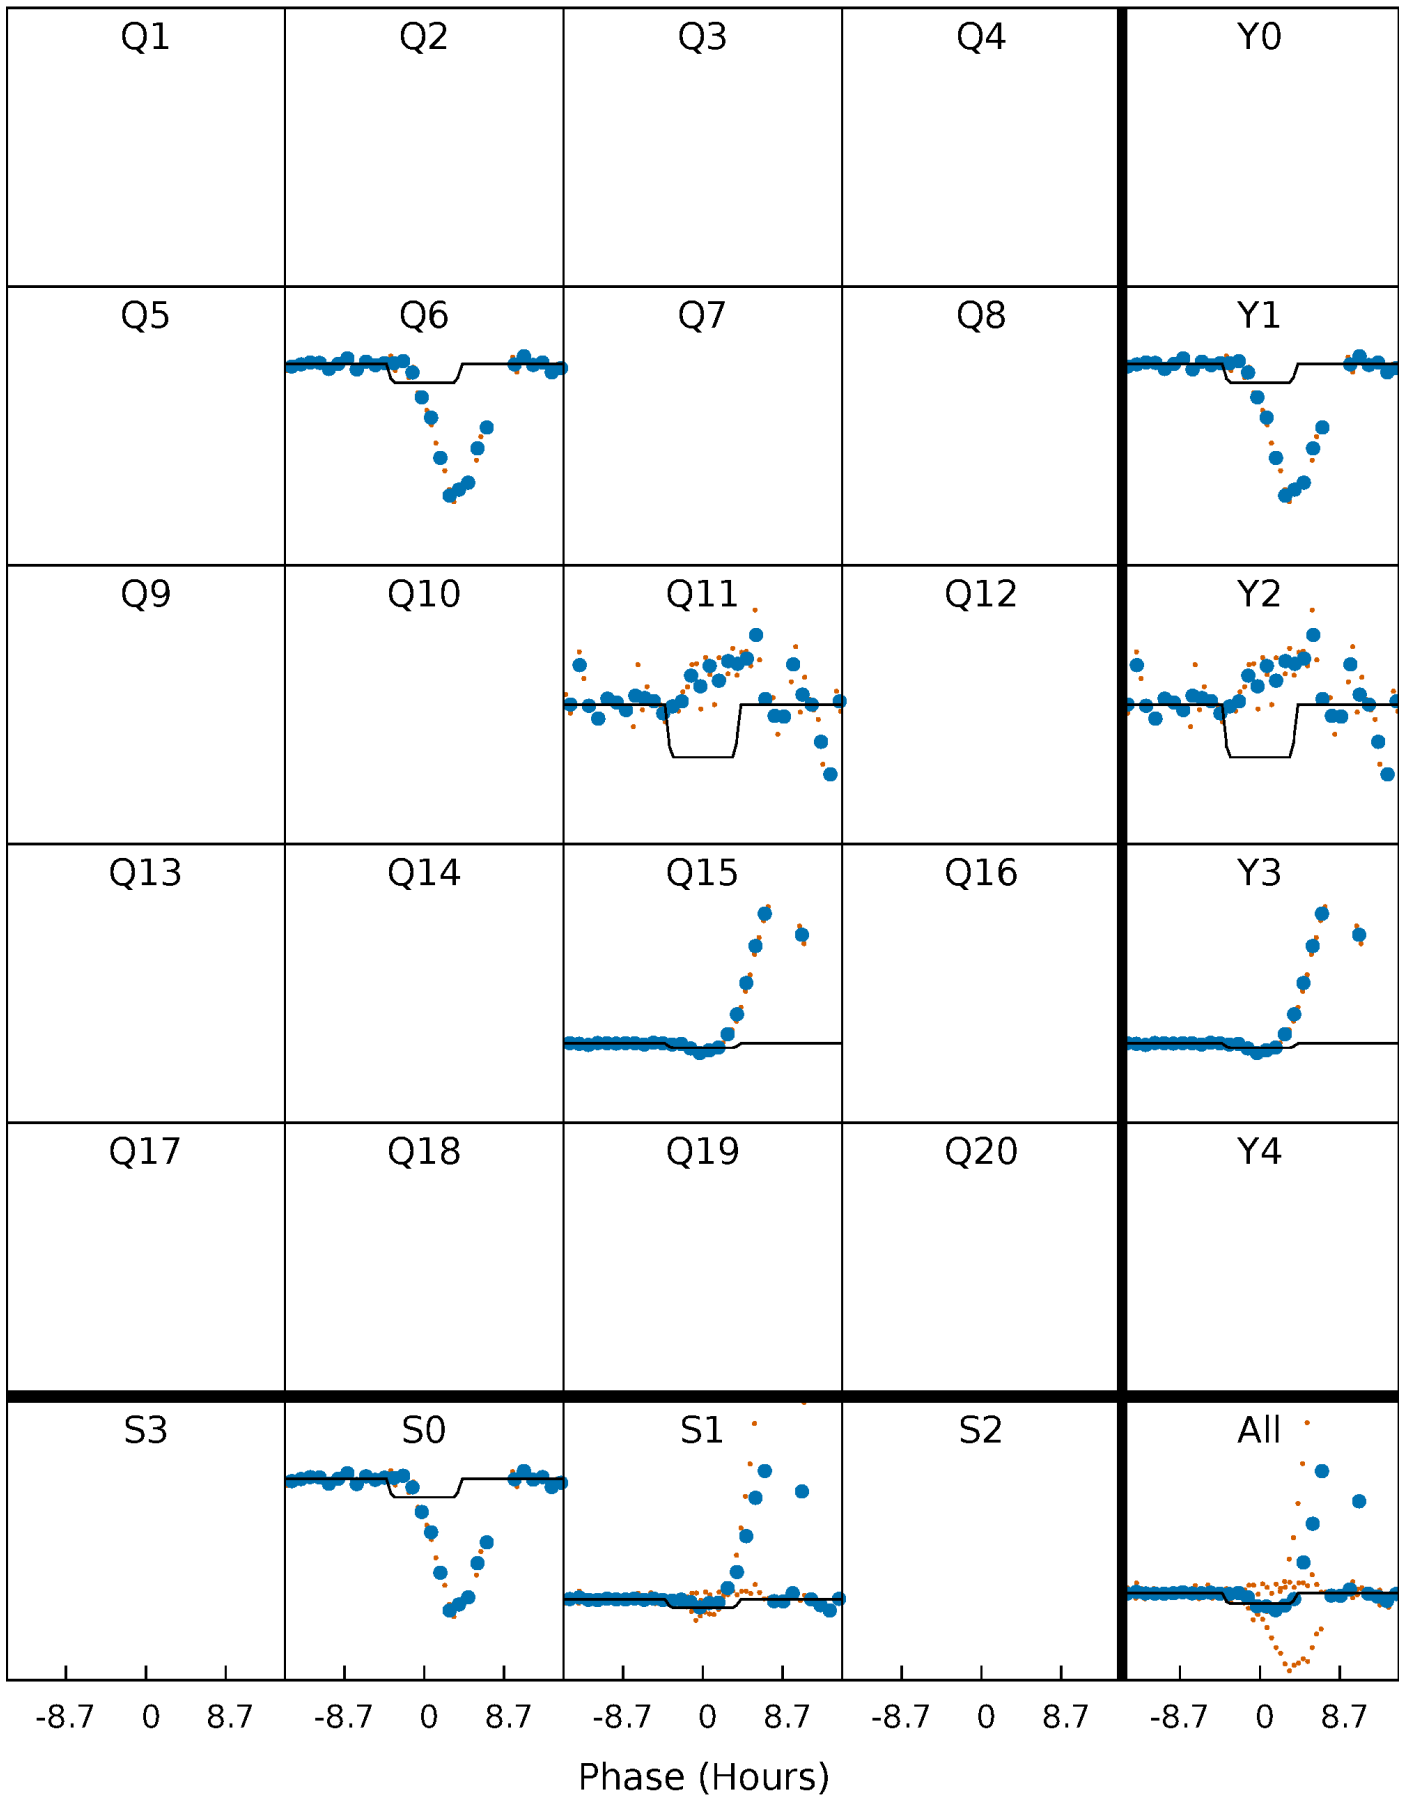 Q1 Q2 Q3 Q4 Y0
Q5 Q6 Q7 Q8 Y1
Q9 Q10 Q11 Q12 Y2
Q13 Q14 Q15 Q16 Y3
Q17 Q18 Q19 Q20 Y4
S3 S0 S1 S2 All
-8.7 0 8.7 -8.7 0 8.7 -8.7 0 8.7 -8.7 0 8.7 -8.7 0 8.7
Phase (Hours)